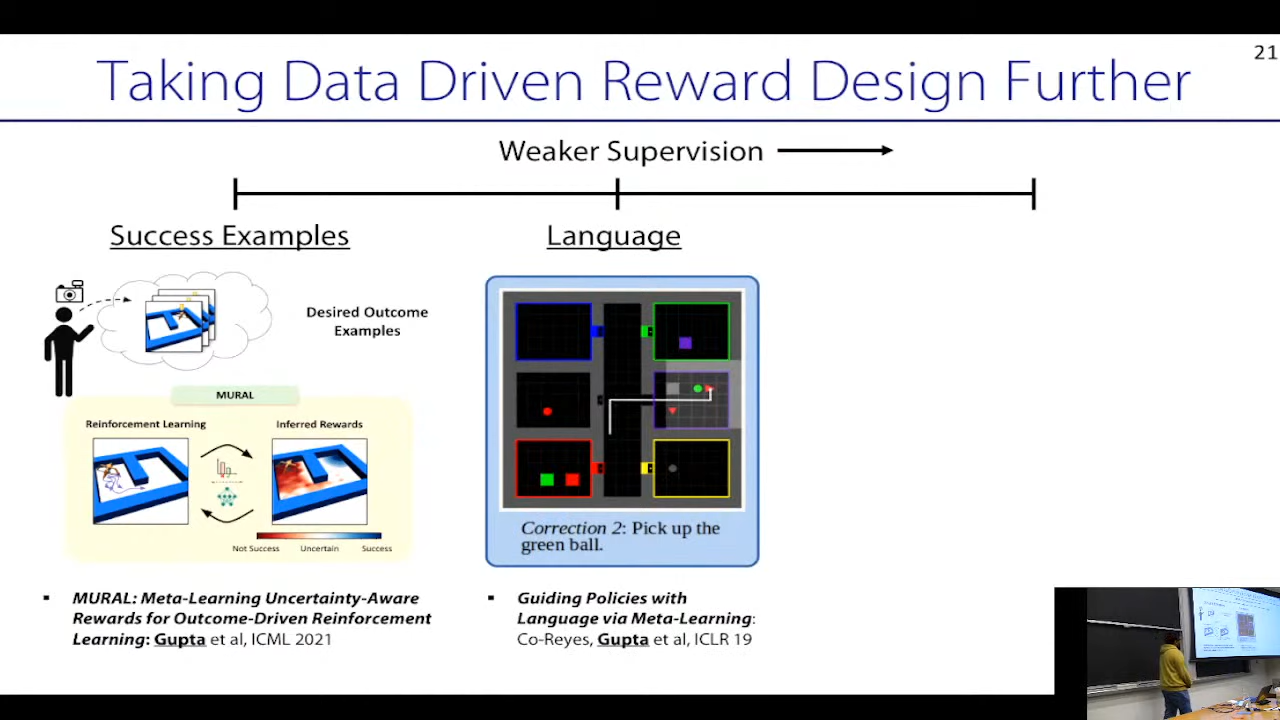 21
Taking Data Driven Reward Design Further
Weaker Supervision
Success Examples
Language
Desired Outcome
Examples
MURAL
Reinforcement Learning
Inferred Rewards
Not Success
Uncertain
Success
Correction 2: Pick up the
green ball.
▪ MURAL: Meta-Learning Uncertainty-Aware
Rewards for Outcome-Driven Reinforcement
Learning: Gupta et al, ICML 2021
▪ Guiding Policies with
Language via Meta-Learning:
Co-Reyes, Gupta et al, ICLR 19